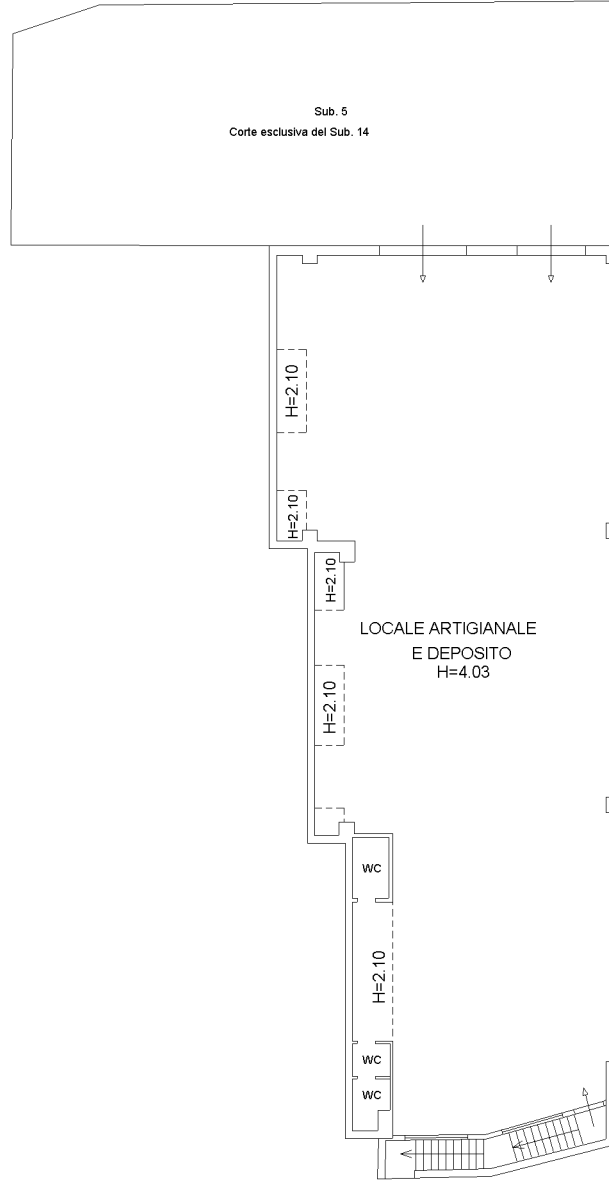 Sub. 5
Corte esclusiva del Sub. 14
H=2.10
H=2.10
H=2.10
LOCALE ARTIGIANALE
E DEPOSITO
H=4.03
H=2.10
WC
H=2.10
WC
WC